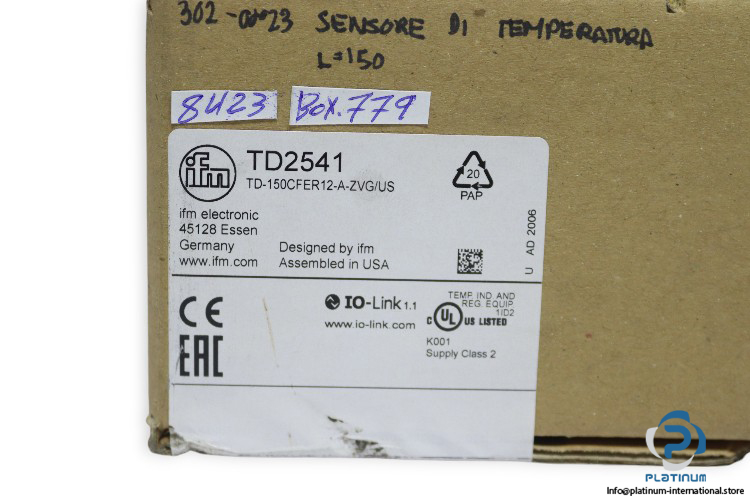 302-0023 SENSORE DI TEMPERATURA
L=150
8U23 Box.779
ifm
TD2541
TD-150CFER12-A-ZVG/US
20
PAP
ifm electronic
45128 Essen
Germany
www.ifm.com
Designed by ifm
Assembled in USA
U AD 2006
CE
EAC
IO-Link 1.1
www.io-link.com
TEMP. IND AND
REG. EQUIP.
1ID2
c UL US LISTED
K001
Supply Class 2
PLATINUM
info@platinum-international.store